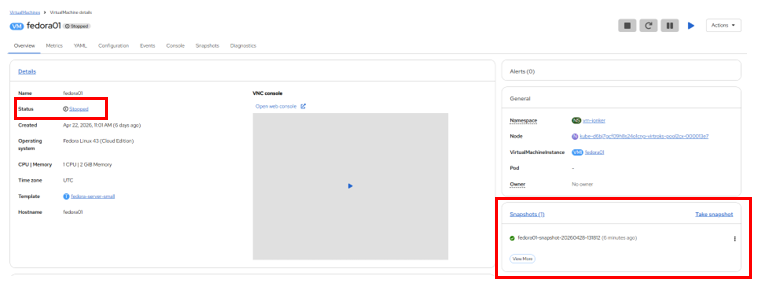 VirtualMachines > VirtualMachine details
VM fedora01 Stopped
Actions
Overview Metrics YAML Configuration Events Console Snapshots Diagnostics
Details
Name fedora01
Status Stopped
Created Apr 22, 2026, 11:01 AM (6 days ago)
Operating system Fedora Linux 43 (Cloud Edition)
CPU | Memory 1 CPU | 2 GiB Memory
Time zone UTC
Template fedora-server-small
Hostname fedora01
VNC console
Open web console
Alerts (0)
General
Namespace NS
Node
VirtualMachineInstance VMI fedora01
Pod -
Owner No owner
Snapshots (1) Take snapshot
fedora01-snapshot-20260428-131812 (6 minutes ago)
View More